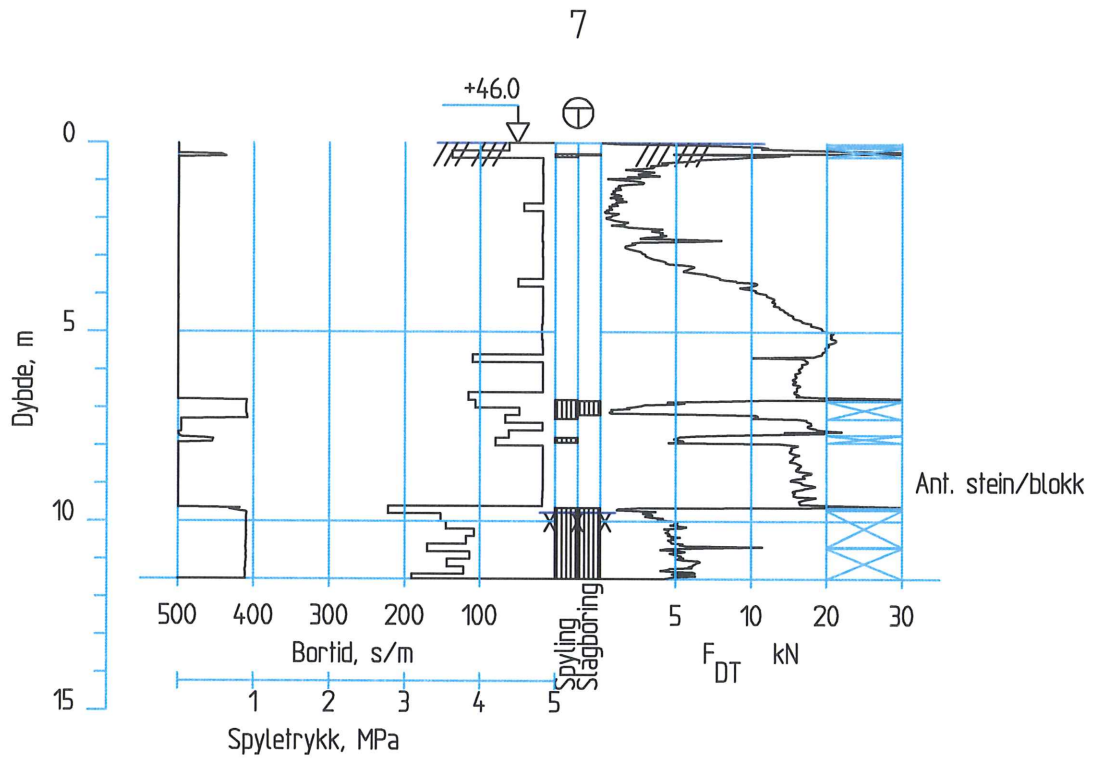 7
+46.0
0
5
10
15
Dybde, m
Ant. stein/blokk
500 400 300 200 100
Bortid, s/m
Spyling
Slagboring
5 10 20 30
FDT kN
1 2 3 4 5
Spyletrykk, MPa